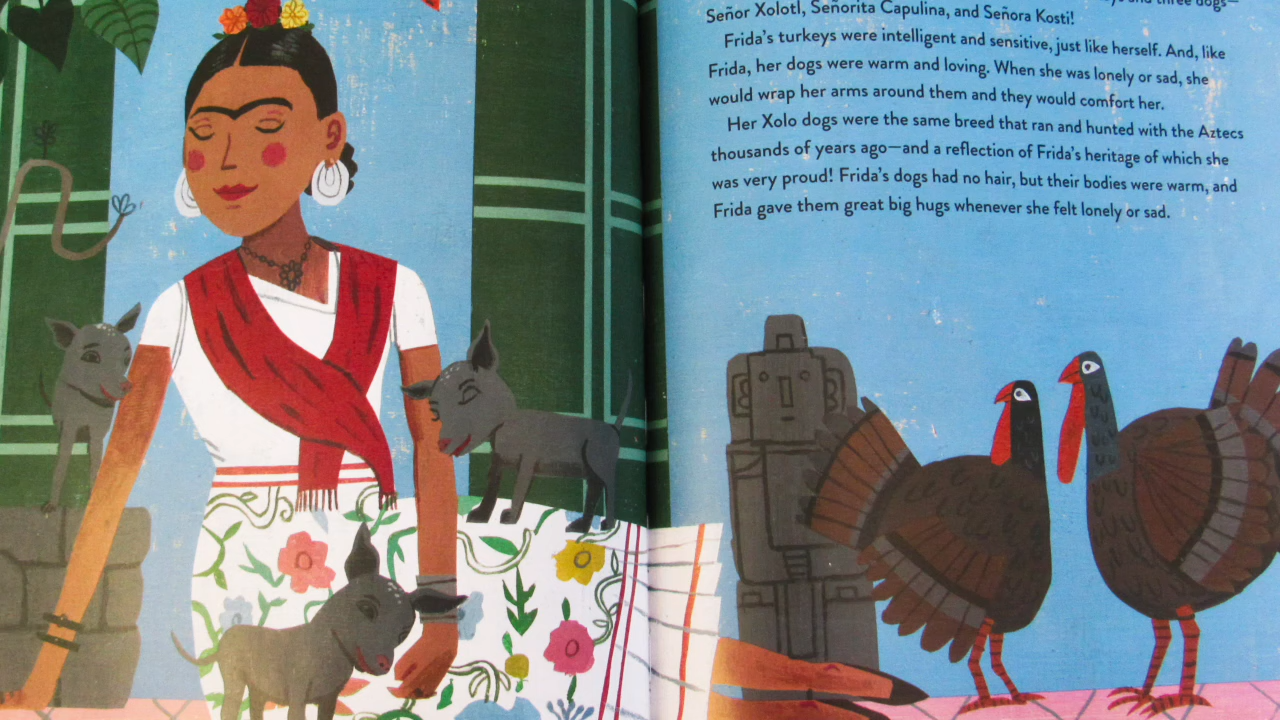 and three dogs—
Señor Xolotl, Señorita Capulina, and Señora Kosti!
Frida's turkeys were intelligent and sensitive, just like herself. And, like
Frida, her dogs were warm and loving. When she was lonely or sad, she
would wrap her arms around them and they would comfort her.
Her Xolo dogs were the same breed that ran and hunted with the Aztecs
thousands of years ago—and a reflection of Frida's heritage of which she
was very proud! Frida's dogs had no hair, but their bodies were warm, and
Frida gave them great big hugs whenever she felt lonely or sad.